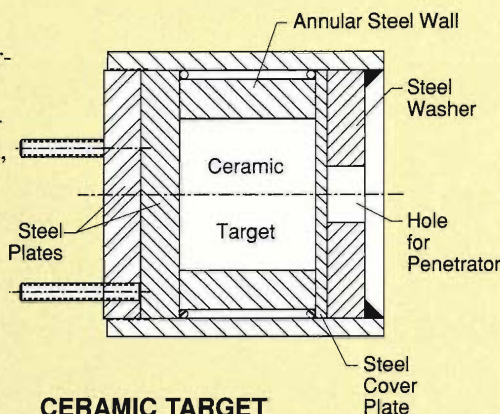 Annular Steel Wall
Steel
Washer
Ceramic
Target
Steel
Plates
Hole
for
Penetrator
Steel
Cover
Plate
CERAMIC TARGET